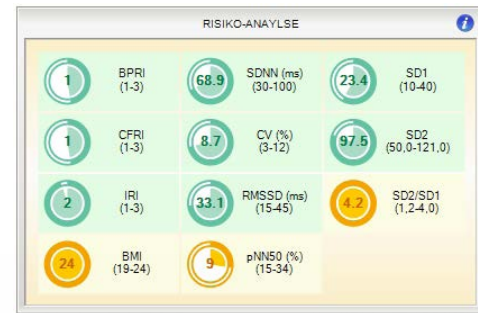 RISIKO-ANAYLSE
i
1 BPRI (1-3)
68.9 SDNN (ms) (30-100)
23.4 SD1 (10-40)
1 CFRI (1-3)
8.7 CV (%) (3-12)
97.5 SD2 (50,0-121,0)
2 IRI (1-3)
33.1 RMSSD (ms) (15-45)
4.2 SD2/SD1 (1,2-4,0)
24 BMI (19-24)
9 pNN50 (%) (15-34)